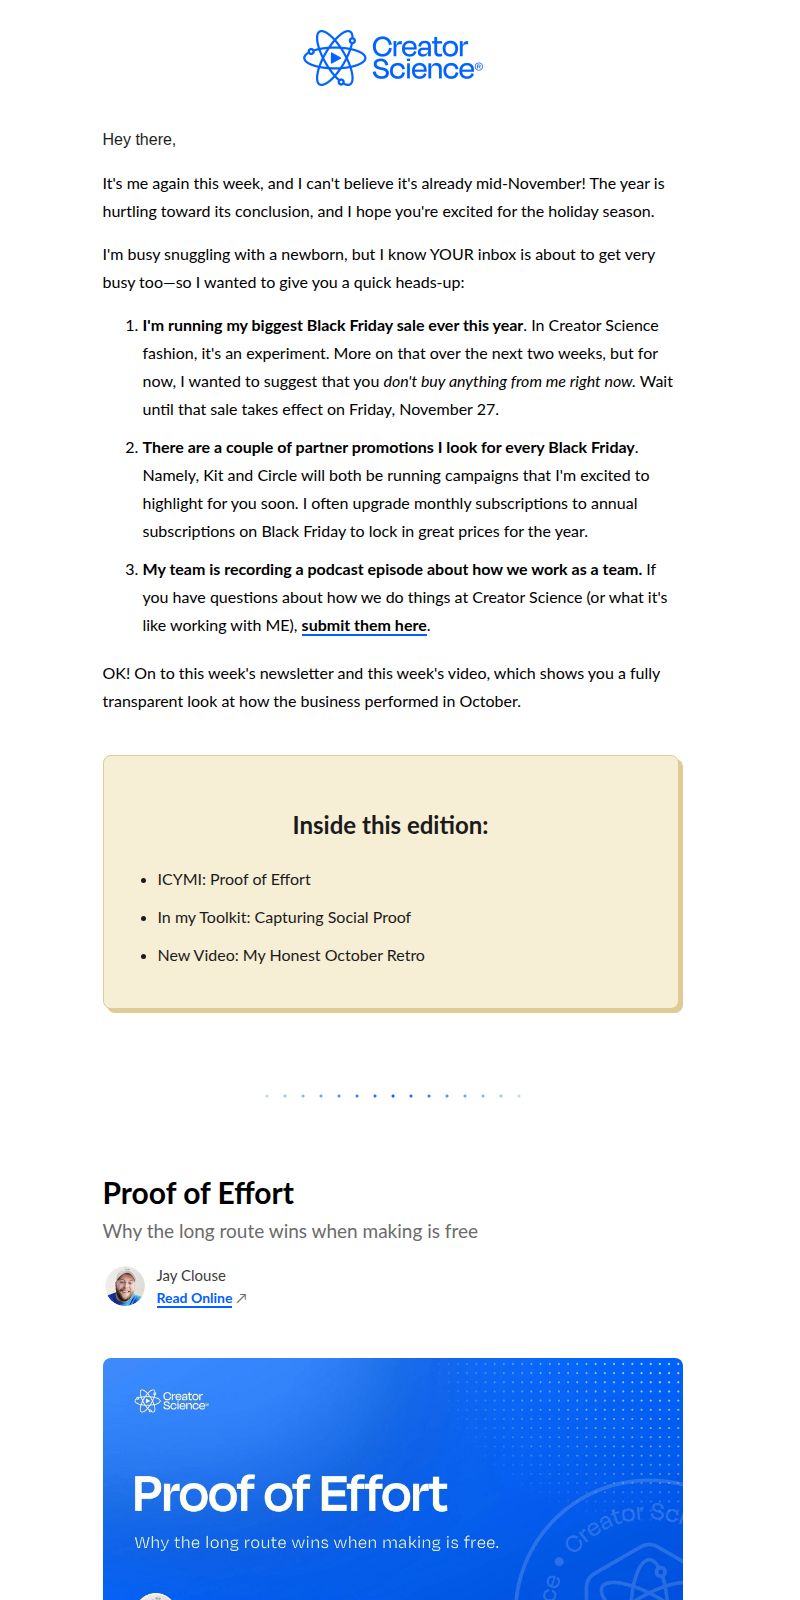 Creator
Science®
Hey there,
It's me again this week, and I can't believe it's already mid-November! The year is
hurtling toward its conclusion, and I hope you're excited for the holiday season.
I'm busy snuggling with a newborn, but I know YOUR inbox is about to get very
busy too—so I wanted to give you a quick heads-up:
1. I'm running my biggest Black Friday sale ever this year. In Creator Science
fashion, it's an experiment. More on that over the next two weeks, but for
now, I wanted to suggest that you don't buy anything from me right now. Wait
until that sale takes effect on Friday, November 27.
2. There are a couple of partner promotions I look for every Black Friday.
Namely, Kit and Circle will both be running campaigns that I'm excited to
highlight for you soon. I often upgrade monthly subscriptions to annual
subscriptions on Black Friday to lock in great prices for the year.
3. My team is recording a podcast episode about how we work as a team. If
you have questions about how we do things at Creator Science (or what it's
like working with ME), submit them here.
OK! On to this week's newsletter and this week's video, which shows you a fully
transparent look at how the business performed in October.
Inside this edition:
• ICYMI: Proof of Effort
• In my Toolkit: Capturing Social Proof
• New Video: My Honest October Retro
Proof of Effort
Why the long route wins when making is free
Jay Clouse
Read Online ↗
Creator
Science®
Proof of Effort
Why the long route wins when making is free.
• Creator